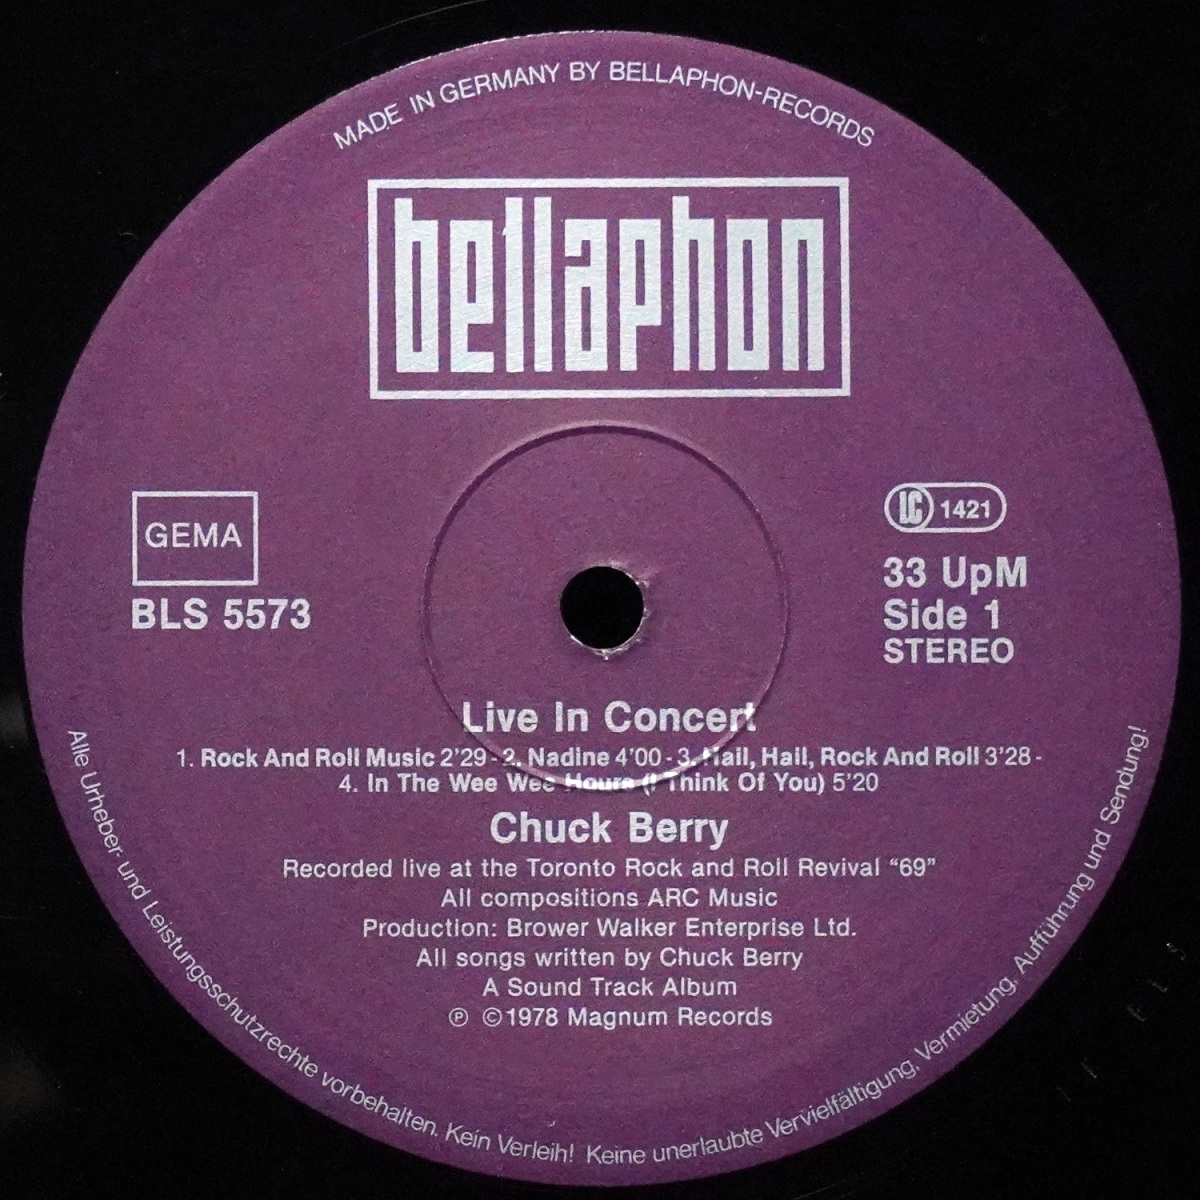 MADE IN GERMANY BY BELLAPHON-RECORDS
bellaphon
GEMA
BLS 5573
LC 1421
33 UpM
Side 1
STEREO
Live In Concert
1. Rock And Roll Music 2'29 - 2. Nadine 4'00 - 3. Hail, Hail, Rock And Roll 3'28 -
4. In The Wee Wee Hours (I Think Of You) 5'20
Chuck Berry
Recorded live at the Toronto Rock and Roll Revival "69"
All compositions ARC Music
Production: Brower Walker Enterprise Ltd.
All songs written by Chuck Berry
A Sound Track Album
℗ ©1978 Magnum Records
Alle Urheber- und Leistungsschutzrechte vorbehalten. Kein Verleih! Keine unerlaubte Vervielfältigung, Vermietung, Aufführung und Sendung!